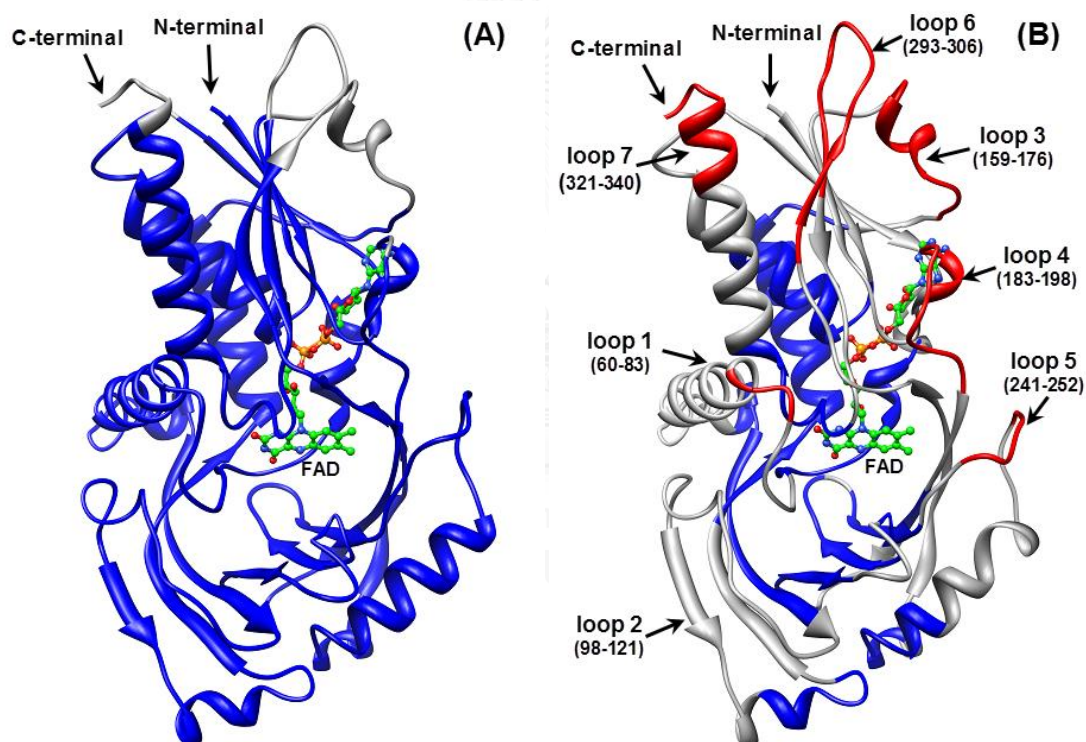 C-terminal
N-terminal
(A)
FAD
C-terminal
N-terminal
loop 6
(293-306)
(B)
loop 7
(321-340)
loop 3
(159-176)
loop 4
(183-198)
loop 1
(60-83)
loop 5
(241-252)
FAD
loop 2
(98-121)